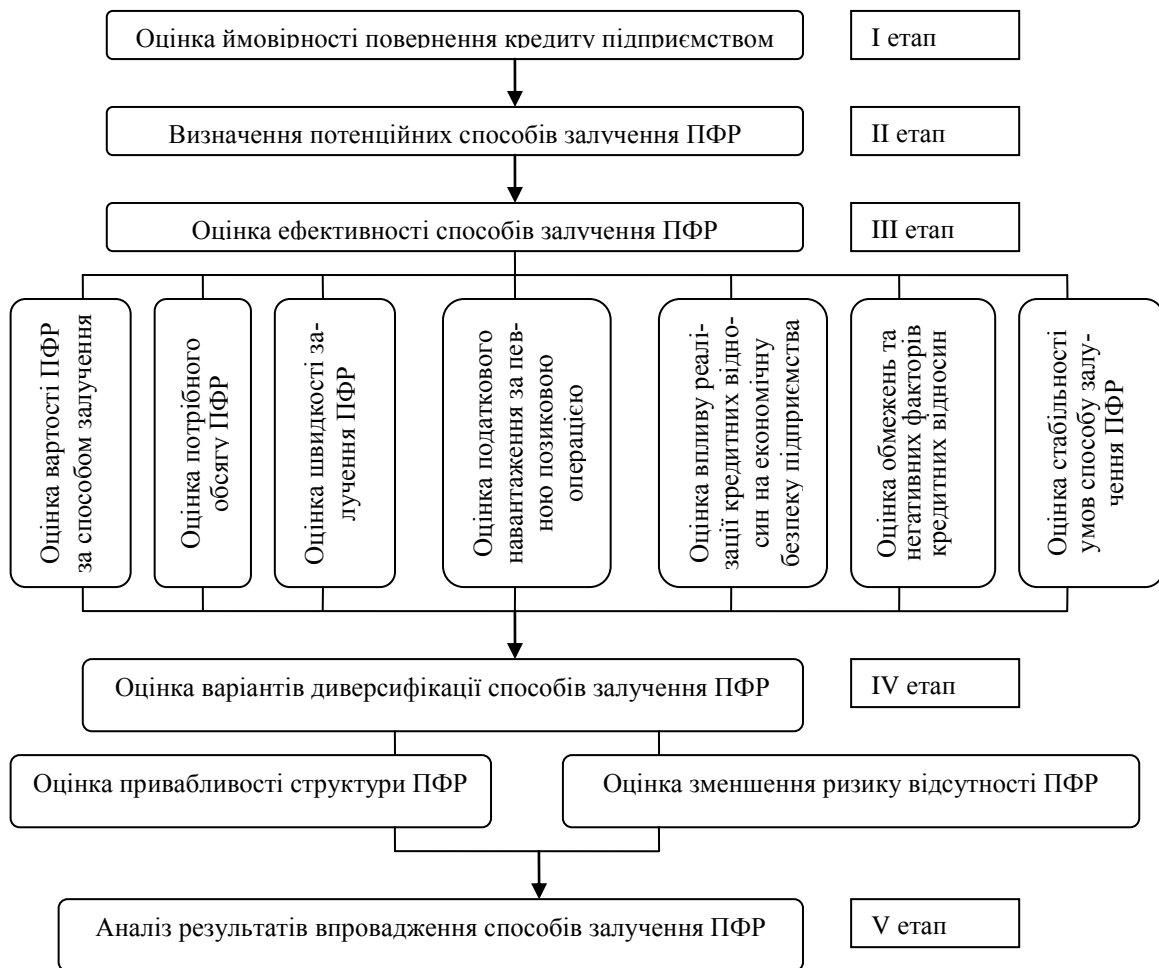 Оцінка ймовірності повернення кредиту підприємством
I етап
Визначення потенційних способів залучення ПФР
II етап
Оцінка ефективності способів залучення ПФР
III етап
Оцінка вартості ПФР
за способом залучення
Оцінка потрібного
обсягу ПФР
Оцінка швидкості за-
лучення ПФР
Оцінка податкового
навантаження за пев-
ною позиковою
операцією
Оцінка впливу реалі-
зації кредитних відно-
син на економічну
безпеку підприємства
Оцінка обмежень та
негативних факторів
кредитних відносин
Оцінка стабільності
умов способу залу-
чення ПФР
Оцінка варіантів диверсифікації способів залучення ПФР
IV етап
Оцінка привабливості структури ПФР
Оцінка зменшення ризику відсутності ПФР
Аналіз результатів впровадження способів залучення ПФР
V етап